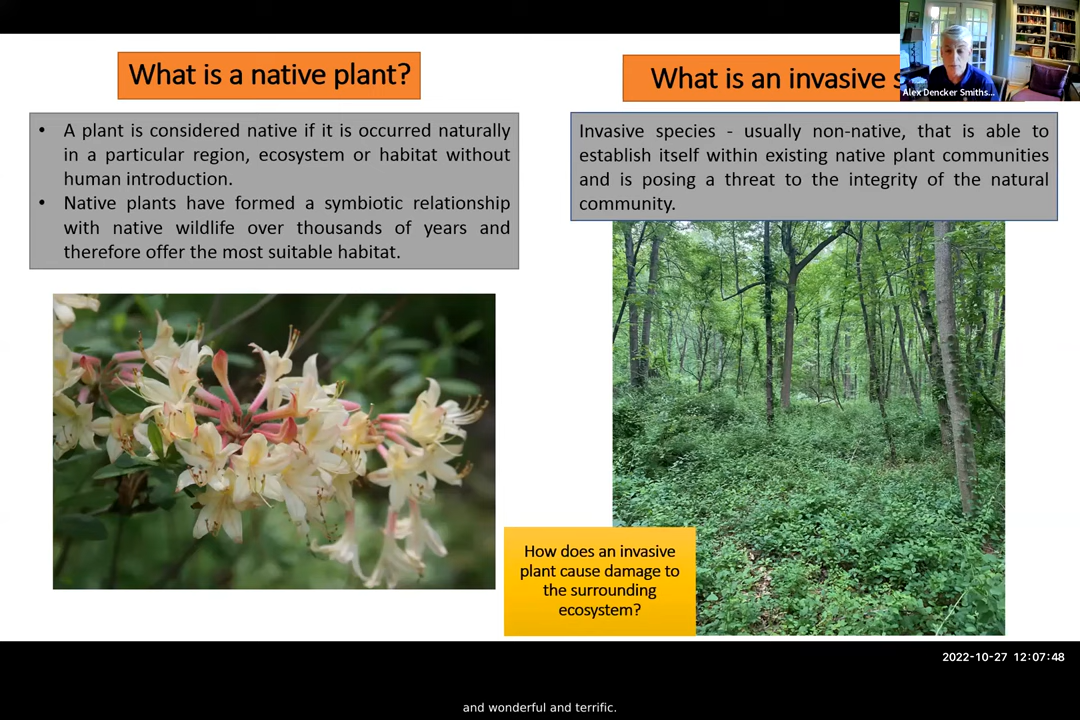 What is a native plant?
• A plant is considered native if it is occurred naturally
in a particular region, ecosystem or habitat without
human introduction.
• Native plants have formed a symbiotic relationship
with native wildlife over thousands of years and
therefore offer the most suitable habitat.
What is an invasive
Invasive species - usually non-native, that is able to
establish itself within existing native plant communities
and is posing a threat to the integrity of the natural
community.
How does an invasive
plant cause damage to
the surrounding
ecosystem?
Alex Dencker Smiths...
2022-10-27 12:07:48
and wonderful and terrific.